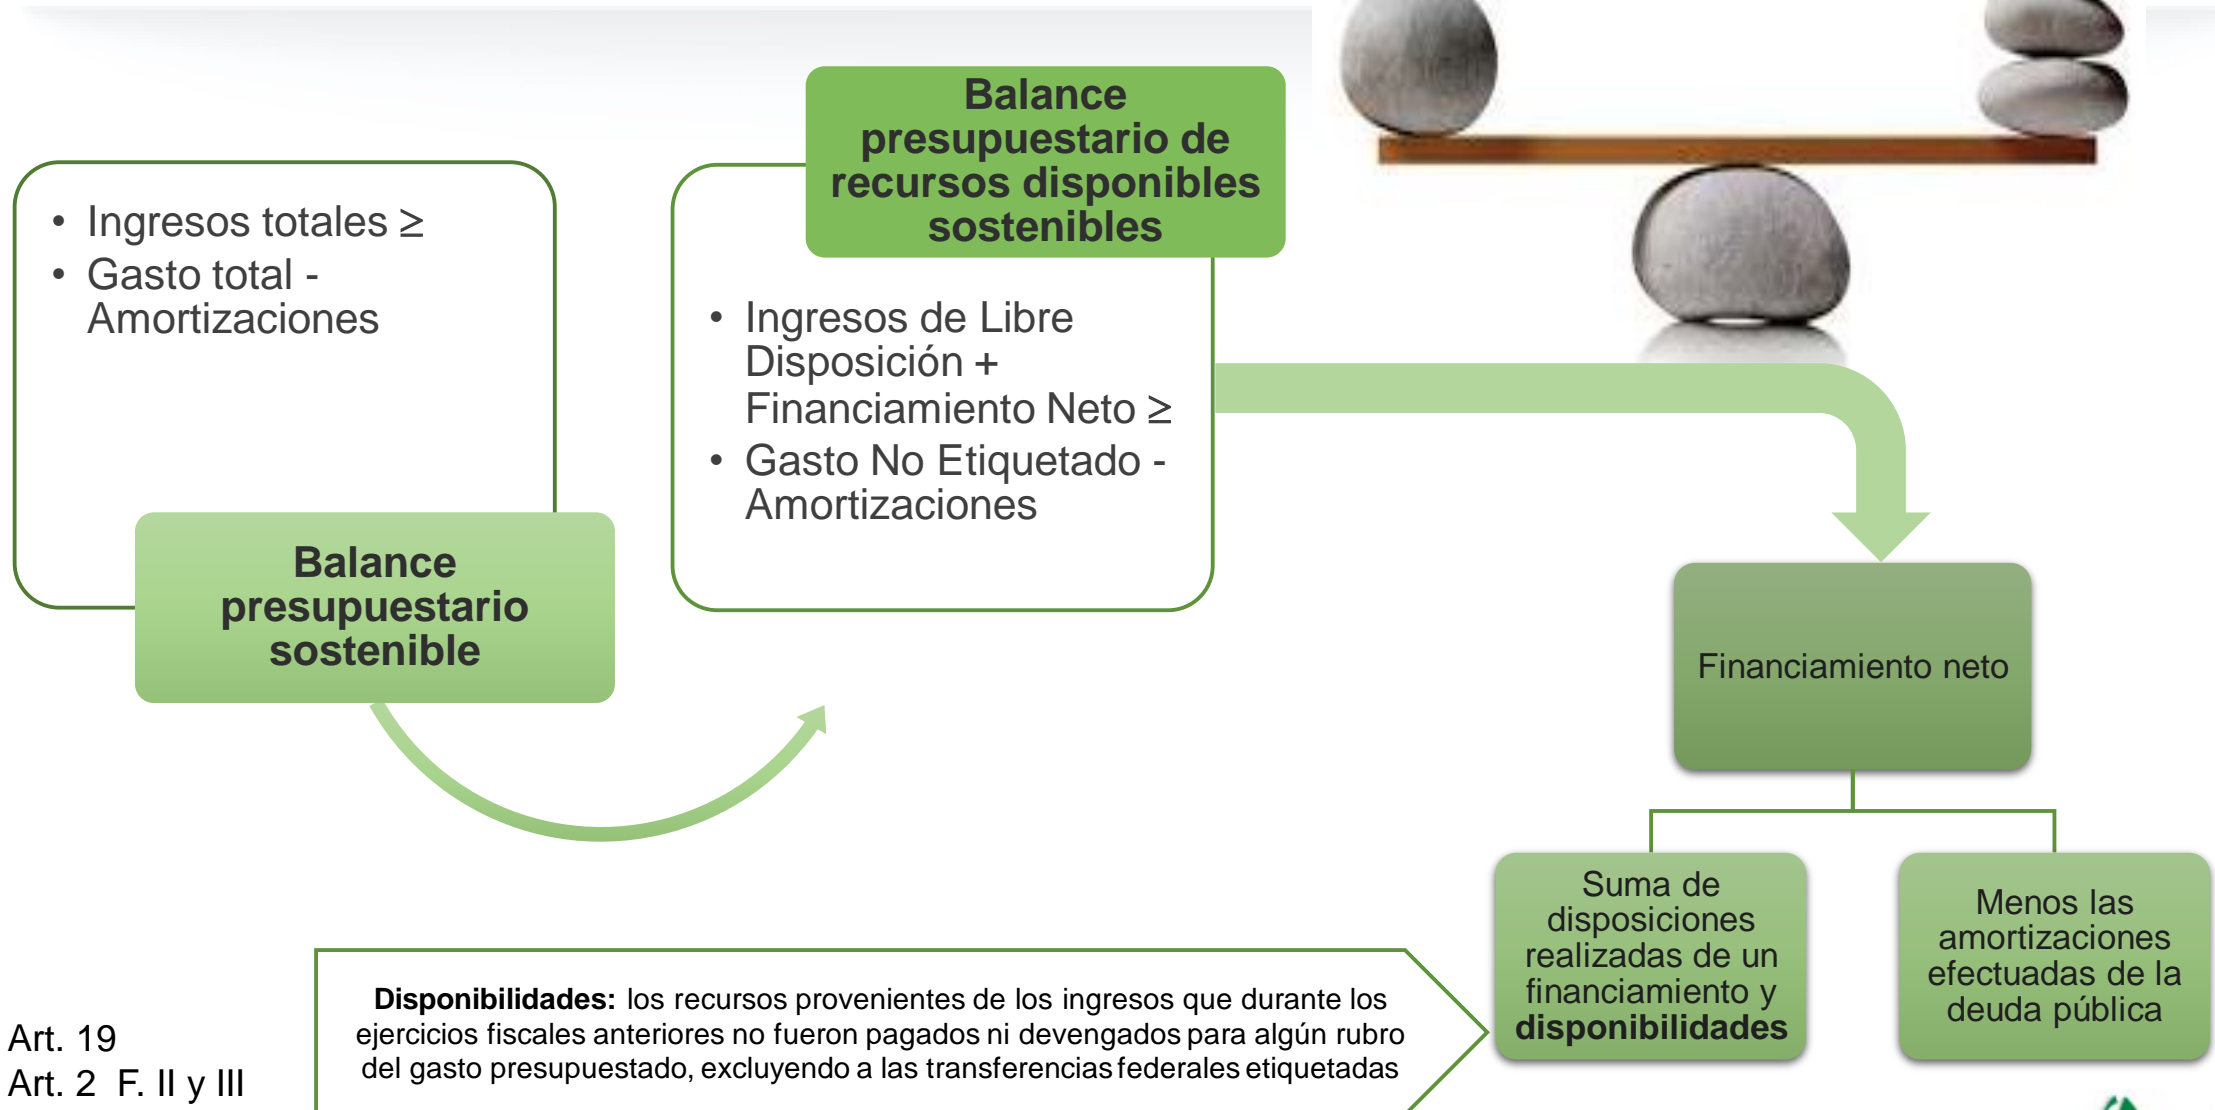 • Ingresos totales ≥
• Gasto total -
Amortizaciones
Balance
presupuestario
sostenible
Balance
presupuestario de
recursos disponibles
sostenibles
• Ingresos de Libre
Disposición +
Financiamiento Neto ≥
• Gasto No Etiquetado -
Amortizaciones
Financiamiento neto
Suma de
disposiciones
realizadas de un
financiamiento y
disponibilidades
Menos las
amortizaciones
efectuadas de la
deuda pública
Disponibilidades: los recursos provenientes de los ingresos que durante los
ejercicios fiscales anteriores no fueron pagados ni devengados para algún rubro
del gasto presupuestado, excluyendo a las transferencias federales etiquetadas
Art. 19
Art. 2 F. II y III